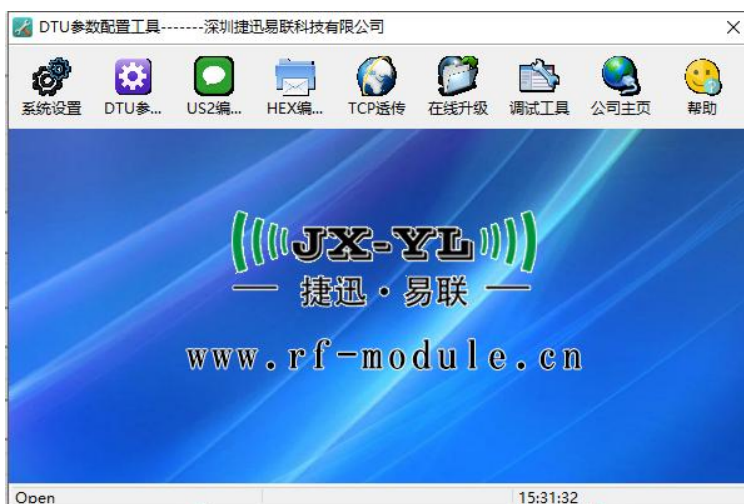 DTU参数配置工具-------深圳捷迅易联科技有限公司
系统设置 DTU参... US2编... HEX编... TCP透传 在线升级 调试工具 公司主页 帮助
JX-YL
捷迅·易联
www.rf-module.cn
Open 15:31:32